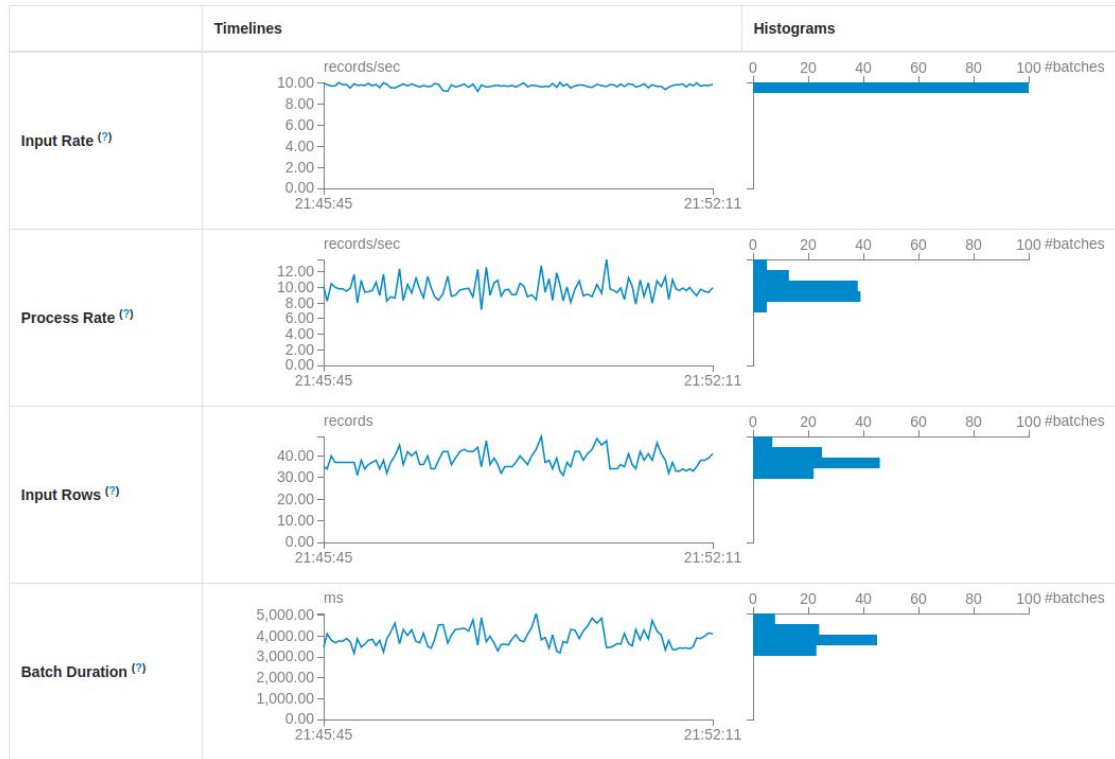 Timelines
Histograms
Input Rate (?)
records/sec
10.00
8.00
6.00
4.00
2.00
0.00
21:45:45
21:52:11
0 20 40 60 80 100 #batches
Process Rate (?)
records/sec
12.00
10.00
8.00
6.00
4.00
2.00
0.00
21:45:45
21:52:11
0 20 40 60 80 100 #batches
Input Rows (?)
records
40.00
30.00
20.00
10.00
0.00
21:45:45
21:52:11
0 20 40 60 80 100 #batches
Batch Duration (?)
ms
5,000.00
4,000.00
3,000.00
2,000.00
1,000.00
0.00
21:45:45
21:52:11
0 20 40 60 80 100 #batches